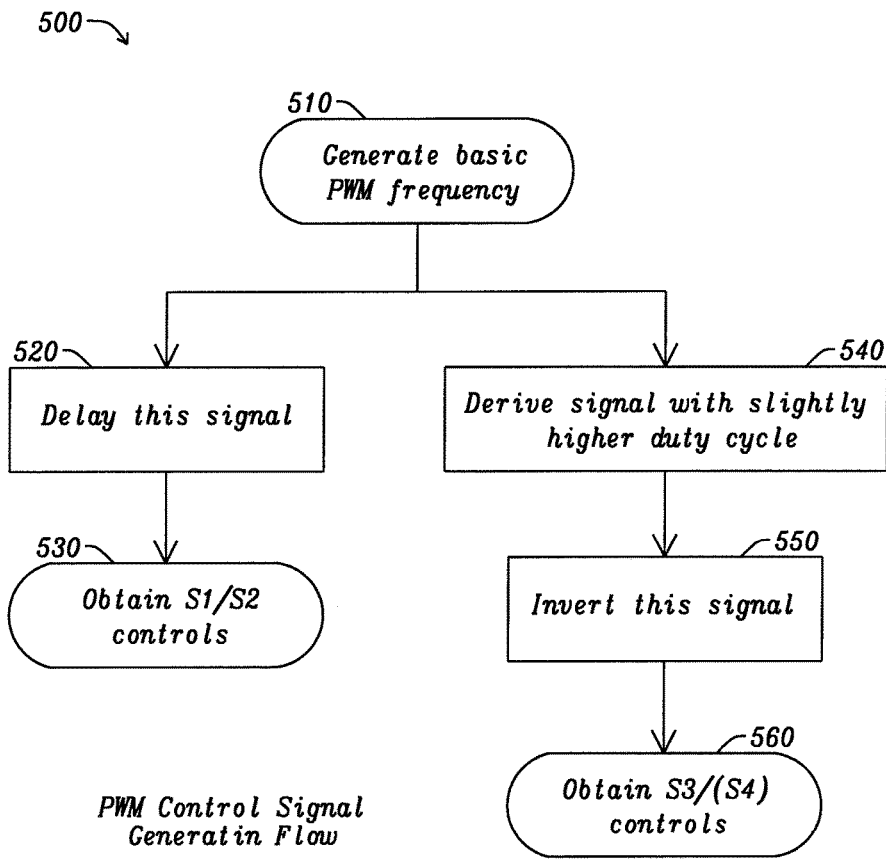 500
510
Generate basic
PWM frequency
520
Delay this signal
540
Derive signal with slightly
higher duty cycle
530
Obtain S1/S2
controls
550
Invert this signal
560
Obtain S3/(S4)
controls
PWM Control Signal
Generatin Flow